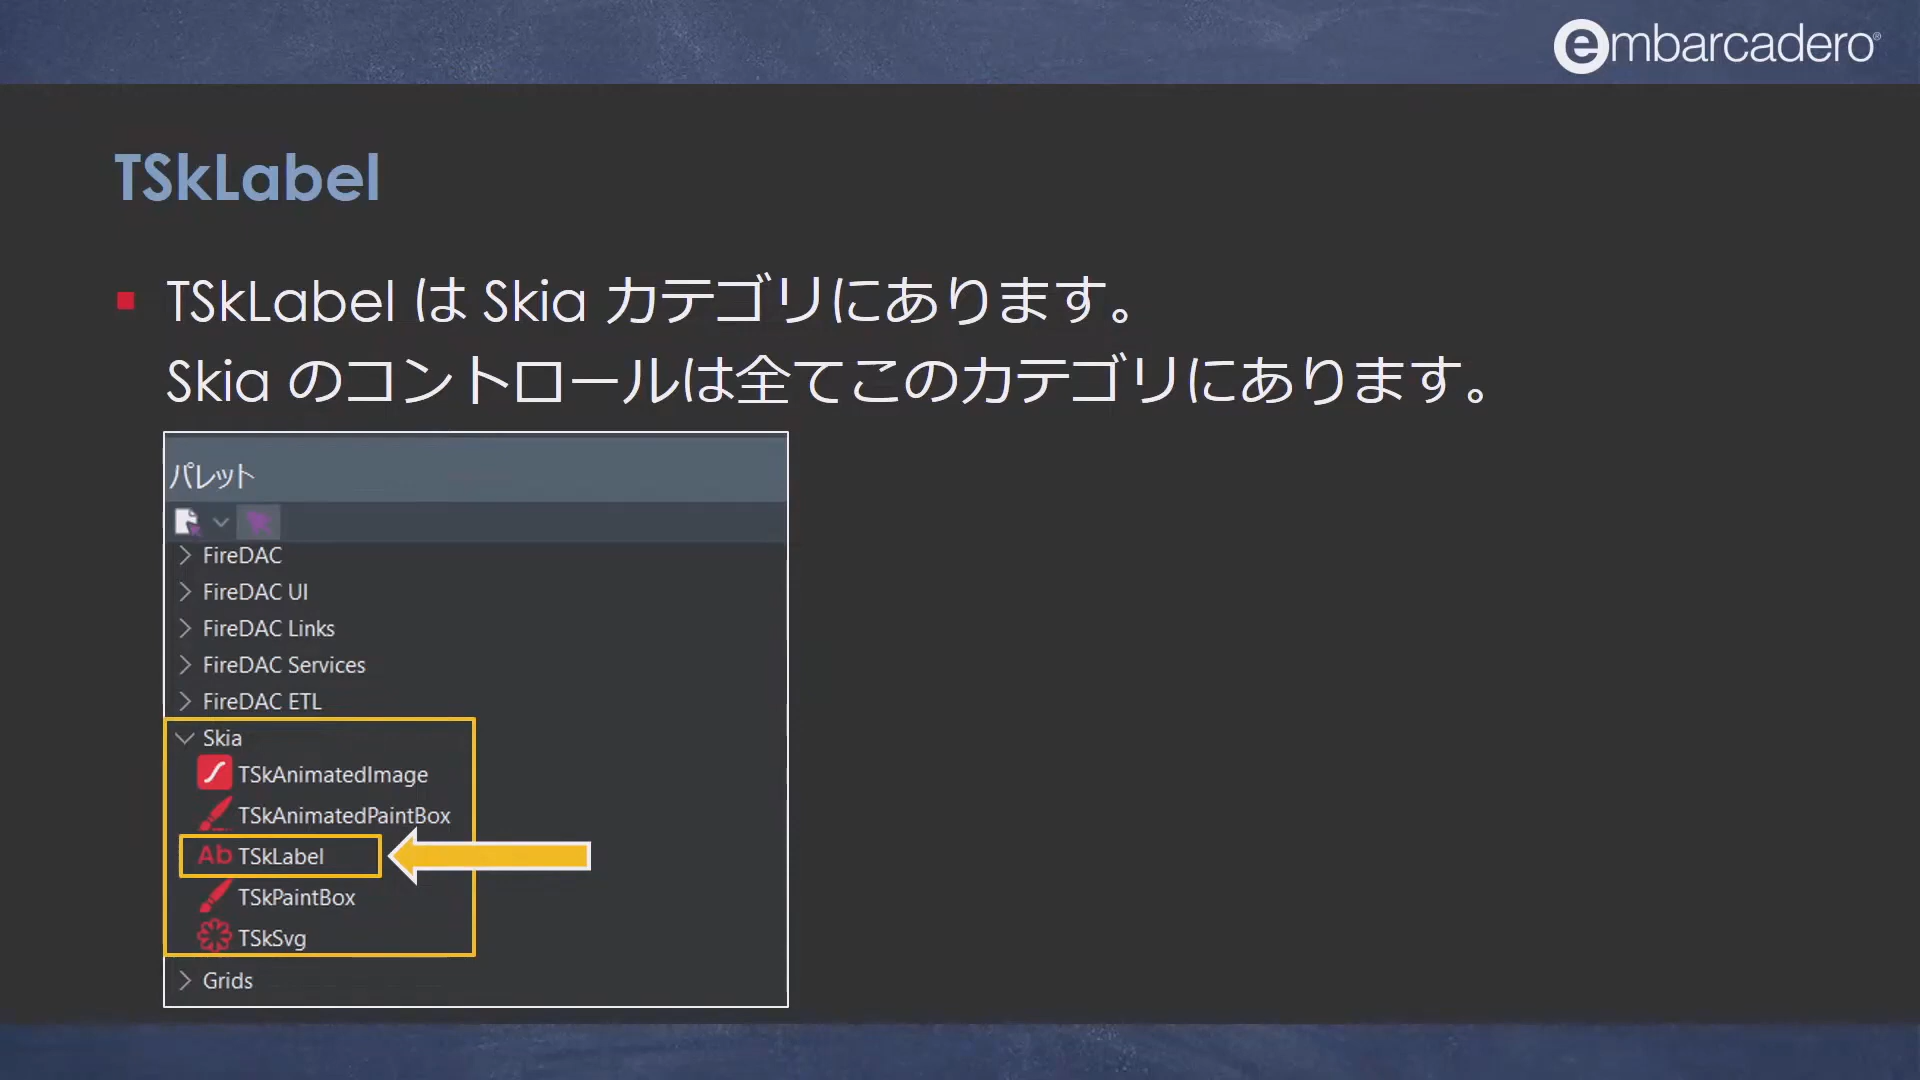 embarcadero®
TSkLabel
▪ TSkLabel は Skia カテゴリにあります。
Skia のコントロールは全てこのカテゴリにあります。
パレット
FireDAC
FireDAC UI
FireDAC Links
FireDAC Services
FireDAC ETL
Skia
TSkAnimatedImage
TSkAnimatedPaintBox
Ab TSkLabel
TSkPaintBox
TSkSvg
Grids